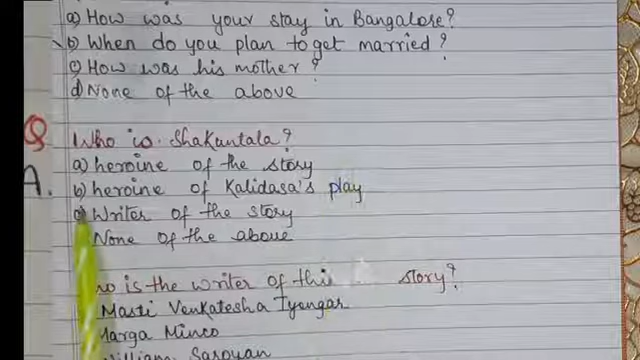 a) How was your stay in Bangalore?
b) When do you plan to get married?
c) How was his mother?
d) None of the above
Q Who is Shakuntala?
a) heroine of the story
A. b) heroine of Kalidasa's play
c) Writer of the story
None of the above
is the writer of this story?
Masti Venkatesha Iyengar
Marga Minco
William Saroyan